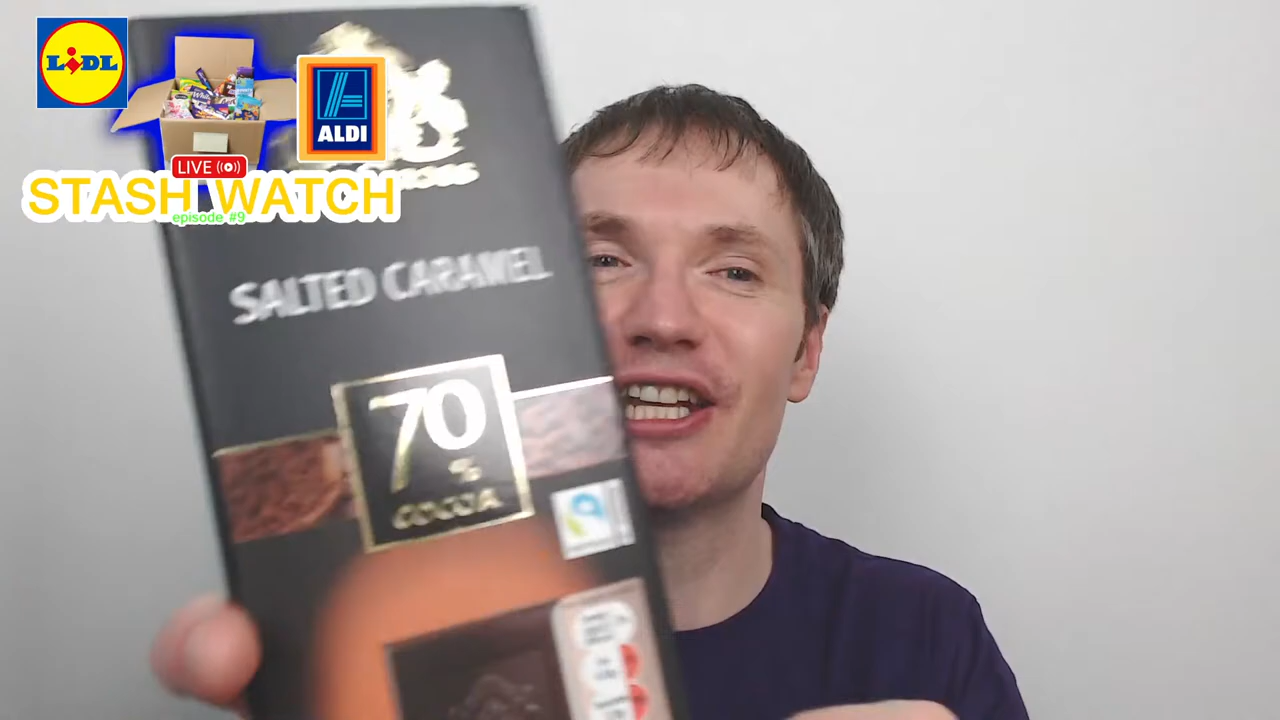 LIDL
ALDI
LIVE
STASH WATCH
episode #9
SALTED CARAMEL
70
%
COCOA